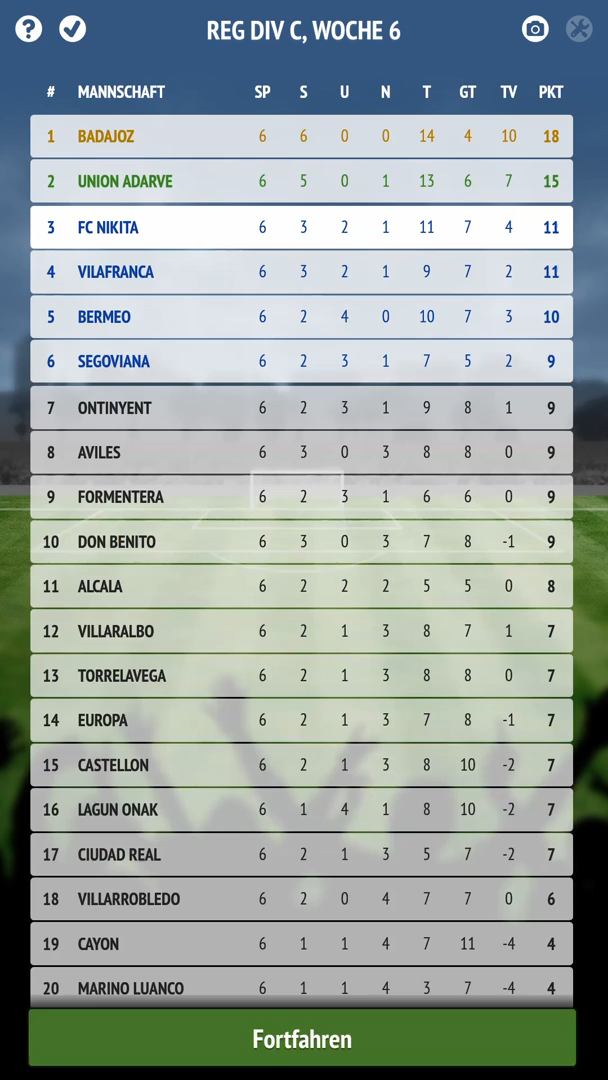 REG DIV C, WOCHE 6
# MANNSCHAFT SP S U N T GT TV PKT
1 BADAJOZ 6 6 0 0 14 4 10 18
2 UNION ADARVE 6 5 0 1 13 6 7 15
3 FC NIKITA 6 3 2 1 11 7 4 11
4 VILAFRANCA 6 3 2 1 9 7 2 11
5 BERMEO 6 2 4 0 10 7 3 10
6 SEGOVIANA 6 2 3 1 7 5 2 9
7 ONTINYENT 6 2 3 1 9 8 1 9
8 AVILES 6 3 0 3 8 8 0 9
9 FORMENTERA 6 2 3 1 6 6 0 9
10 DON BENITO 6 3 0 3 7 8 -1 9
11 ALCALA 6 2 2 2 5 5 0 8
12 VILLARALBO 6 2 1 3 8 7 1 7
13 TORRELAVEGA 6 2 1 3 8 8 0 7
14 EUROPA 6 2 1 3 7 8 -1 7
15 CASTELLON 6 2 1 3 8 10 -2 7
16 LAGUN ONAK 6 1 4 1 8 10 -2 7
17 CIUDAD REAL 6 2 1 3 5 7 -2 7
18 VILLARROBLEDO 6 2 0 4 7 7 0 6
19 CAYON 6 1 1 4 7 11 -4 4
20 MARINO LUANCO 6 1 1 4 3 7 -4 4
Fortfahren